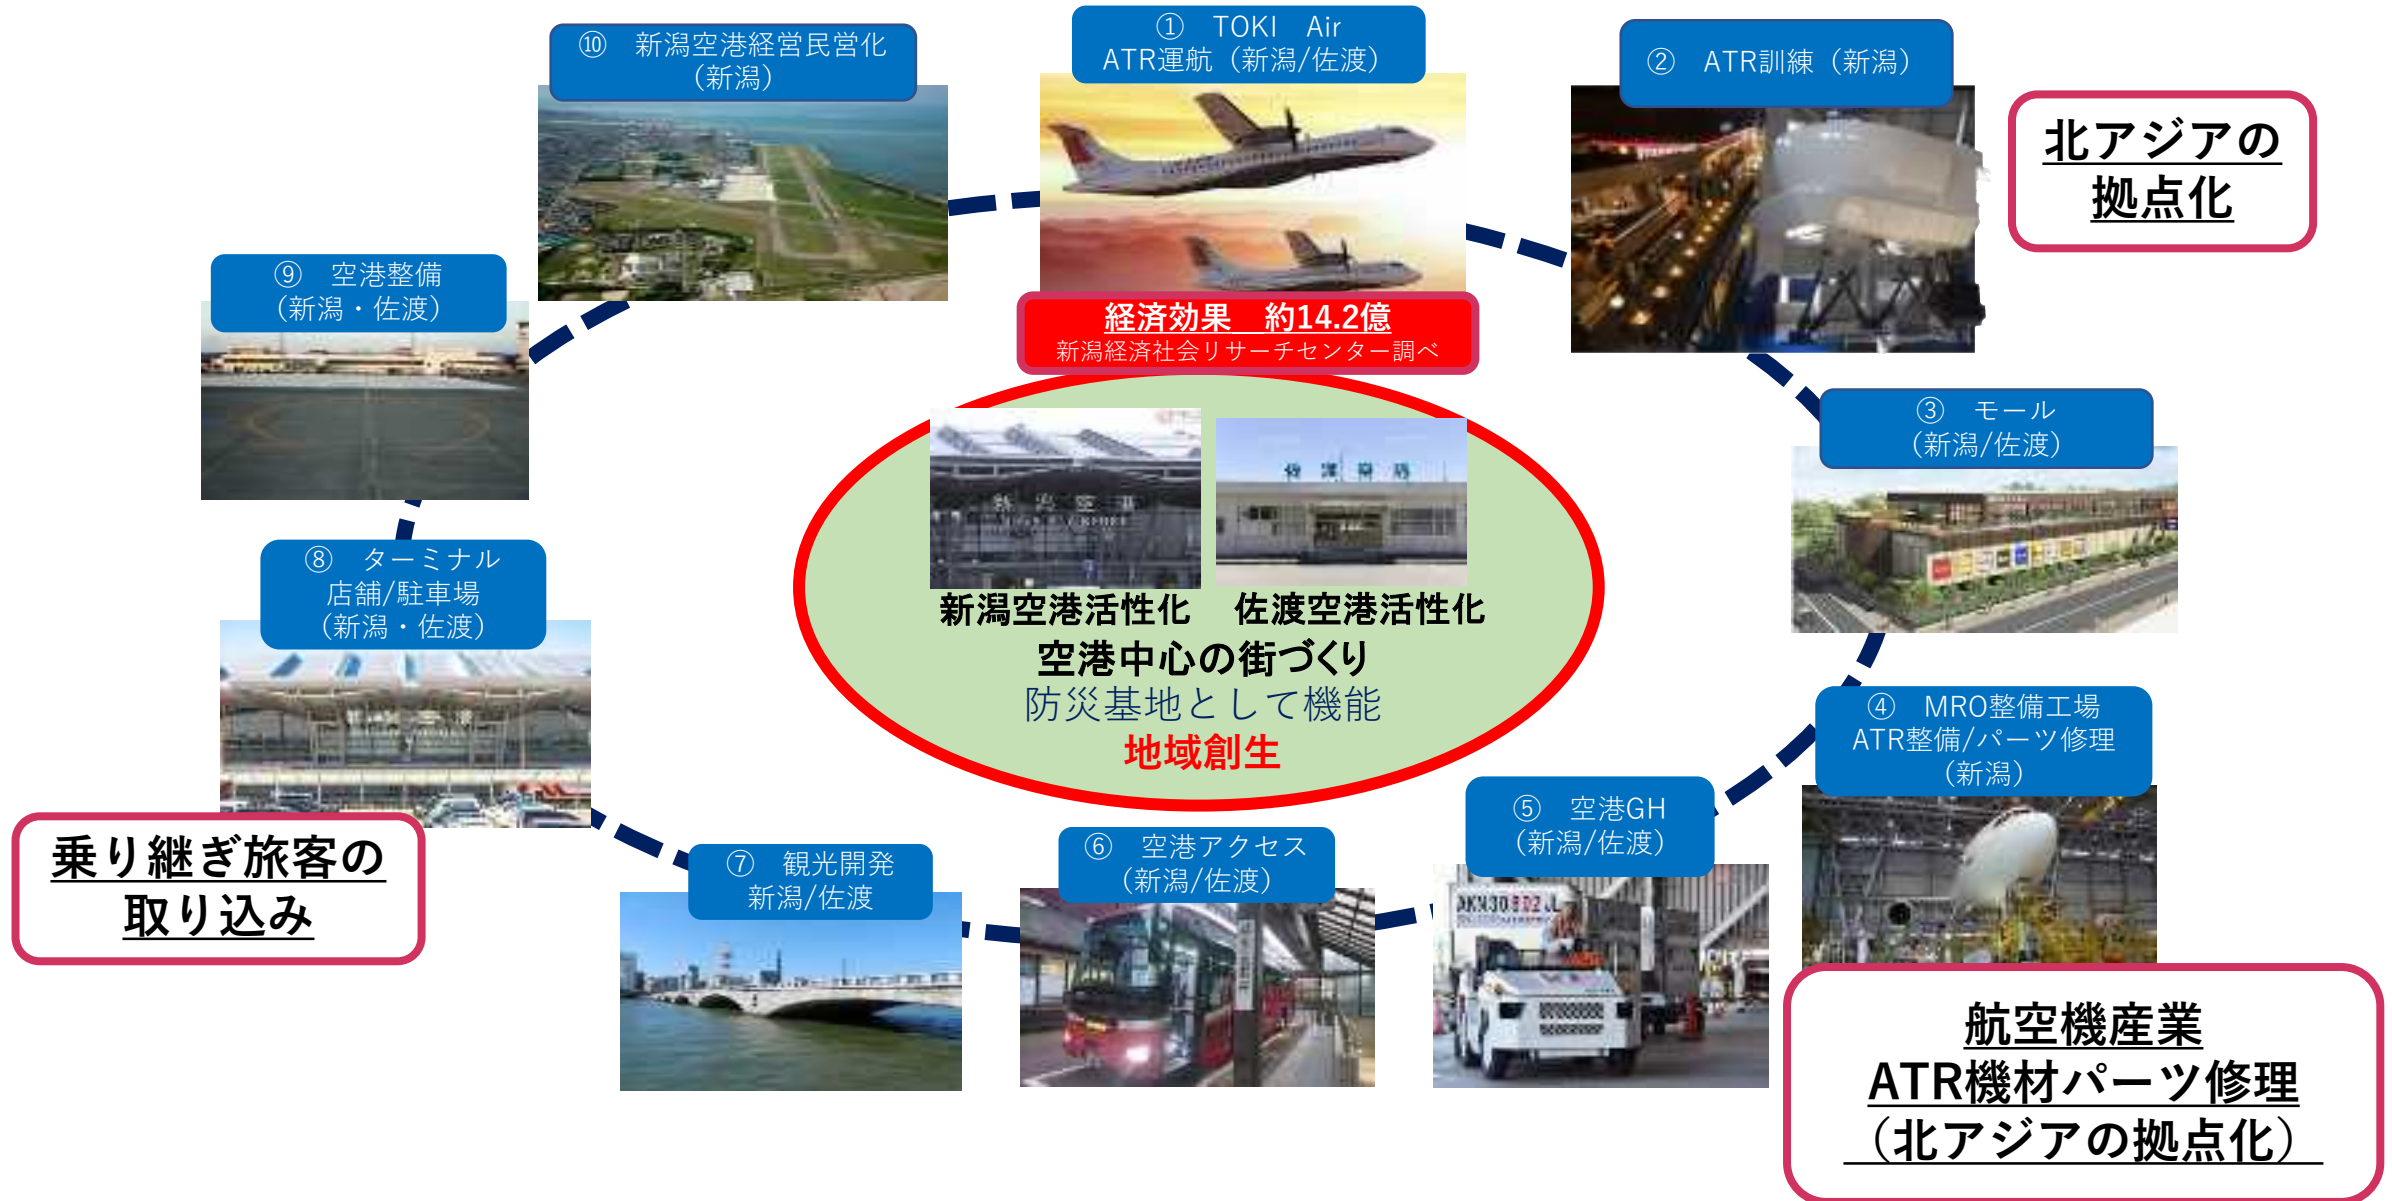 ① TOKI Air
ATR運航（新潟/佐渡）
② ATR訓練（新潟）
北アジアの
拠点化
③ モール
（新潟/佐渡）
④ MRO整備工場
ATR整備/パーツ修理
（新潟）
航空機産業
ATR機材パーツ修理
（北アジアの拠点化）
⑤ 空港GH
（新潟/佐渡）
⑥ 空港アクセス
（新潟/佐渡）
⑦ 観光開発
新潟/佐渡
⑧ ターミナル
店舗/駐車場
（新潟・佐渡）
乗り継ぎ旅客の
取り込み
⑨ 空港整備
（新潟・佐渡）
⑩ 新潟空港経営民営化
（新潟）
経済効果 約14.2億
新潟経済社会リサーチセンター調べ
新潟空港
佐渡空港
新潟空港活性化 佐渡空港活性化
空港中心の街づくり
防災基地として機能
地域創生